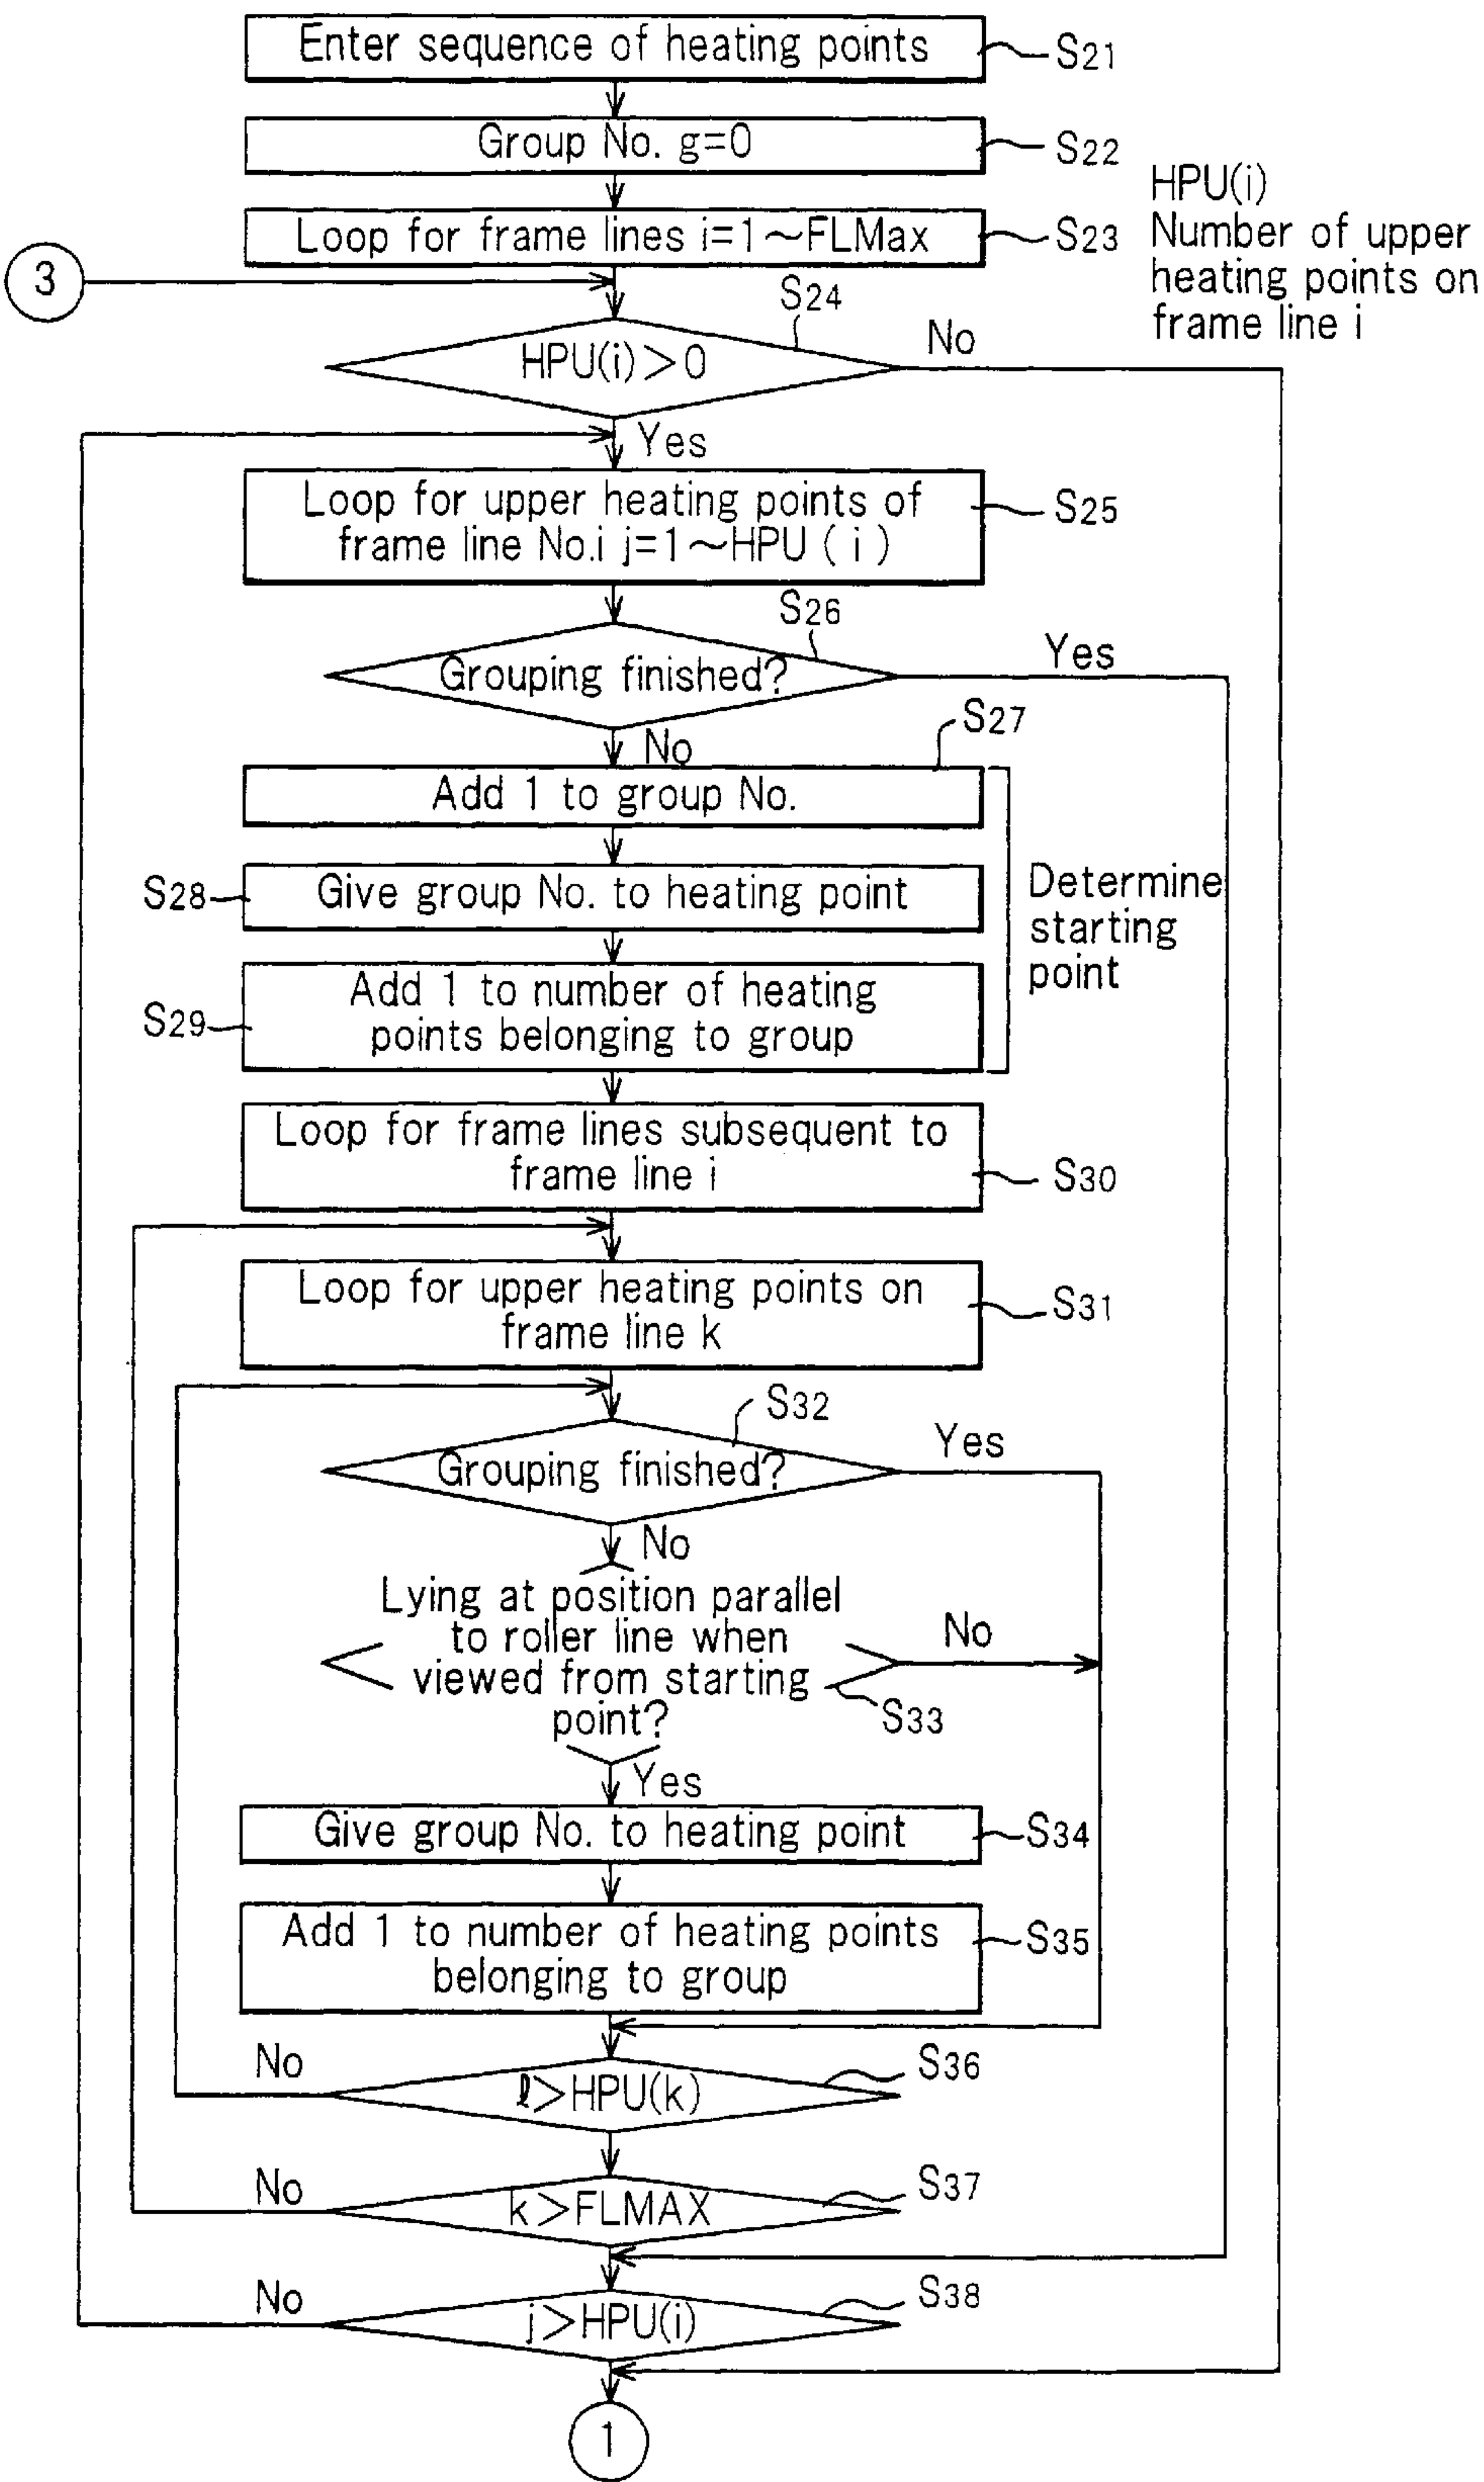 Enter sequence of heating points
S21
Group No. g=0
S22
HPU(i)
Number of upper
heating points on
frame line i
Loop for frame lines i=1~FLMax
S23
3
S24
HPU(i)>0
No
Yes
Loop for upper heating points of
frame line No.i j=1~HPU ( i )
S25
S26
Grouping finished?
Yes
No
S27
Add 1 to group No.
S28
Give group No. to heating point
Determine
starting
point
S29
Add 1 to number of heating
points belonging to group
Loop for frame lines subsequent to
frame line i
S30
Loop for upper heating points on
frame line k
S31
S32
Grouping finished?
Yes
No
Lying at position parallel
to roller line when
viewed from starting
point?
No
S33
Yes
Give group No. to heating point
S34
Add 1 to number of heating points
belonging to group
S35
No
ℓ>HPU(k)
S36
No
k>FLMAX
S37
No
j>HPU(i)
S38
1